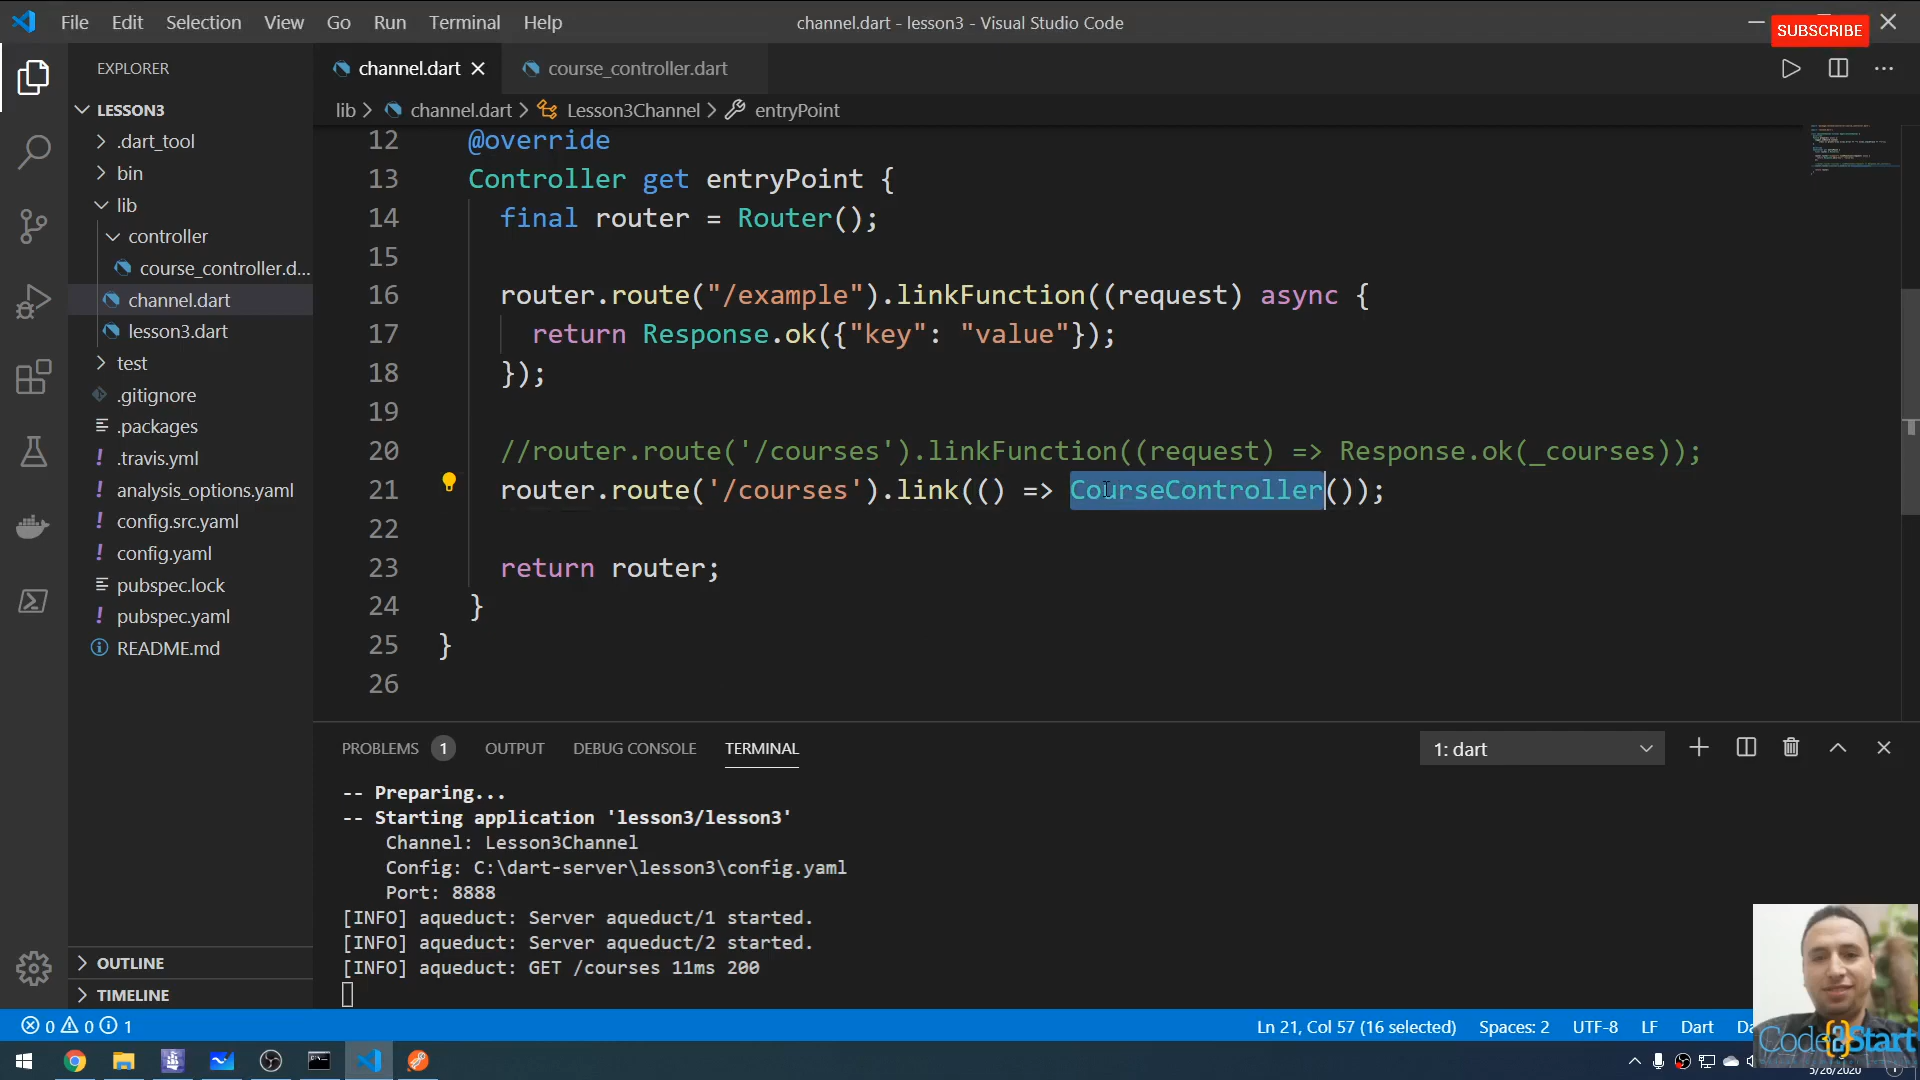 File Edit Selection View Go Run Terminal Help
channel.dart - lesson3 - Visual Studio Code
SUBSCRIBE
EXPLORER
LESSON3
.dart_tool
bin
lib
controller
course_controller.d...
channel.dart
lesson3.dart
test
.gitignore
.packages
.travis.yml
analysis_options.yaml
config.src.yaml
config.yaml
pubspec.lock
pubspec.yaml
README.md
OUTLINE
TIMELINE
channel.dart
course_controller.dart
lib > channel.dart > Lesson3Channel > entryPoint
12 @override
13 Controller get entryPoint {
14 final router = Router();
15
16 router.route("/example").linkFunction((request) async {
17 return Response.ok({"key": "value"});
18 });
19
20 //router.route('/courses').linkFunction((request) => Response.ok(_courses));
21 router.route('/courses').link(() => CourseController());
22
23 return router;
24 }
25 }
26
PROBLEMS 1 OUTPUT DEBUG CONSOLE TERMINAL
1: dart
-- Preparing...
-- Starting application 'lesson3/lesson3'
Channel: Lesson3Channel
Config: C:\dart-server\lesson3\config.yaml
Port: 8888
[INFO] aqueduct: Server aqueduct/1 started.
[INFO] aqueduct: Server aqueduct/2 started.
[INFO] aqueduct: GET /courses 11ms 200
0 0 1
Ln 21, Col 57 (16 selected) Spaces: 2 UTF-8 LF Dart
Code{2}Start
5/26/2020